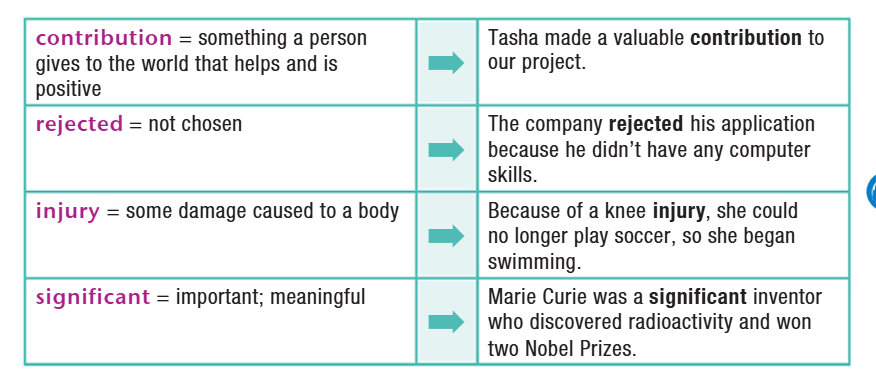 contribution = something a person
gives to the world that helps and is
positive
Tasha made a valuable contribution to
our project.
rejected = not chosen
The company rejected his application
because he didn’t have any computer
skills.
injury = some damage caused to a body
Because of a knee injury, she could
no longer play soccer, so she began
swimming.
significant = important; meaningful
Marie Curie was a significant inventor
who discovered radioactivity and won
two Nobel Prizes.